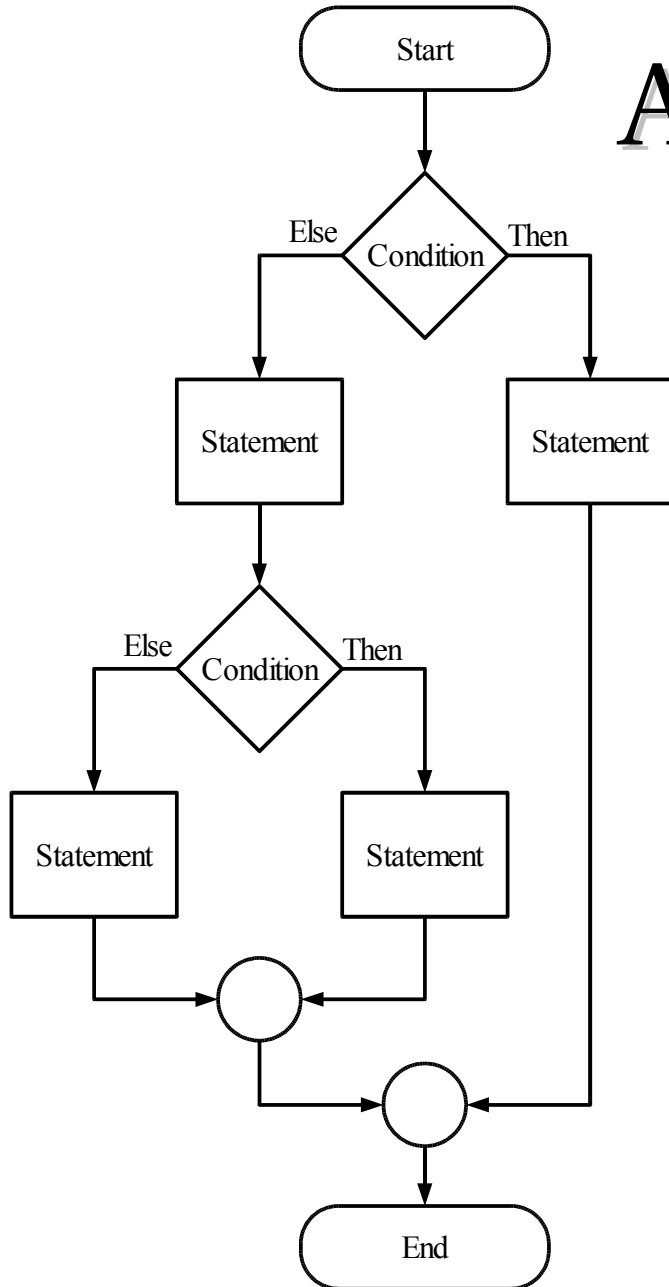 Start
A
Else
Condition
Then
Statement
Statement
Else
Condition
Then
Statement
Statement
End